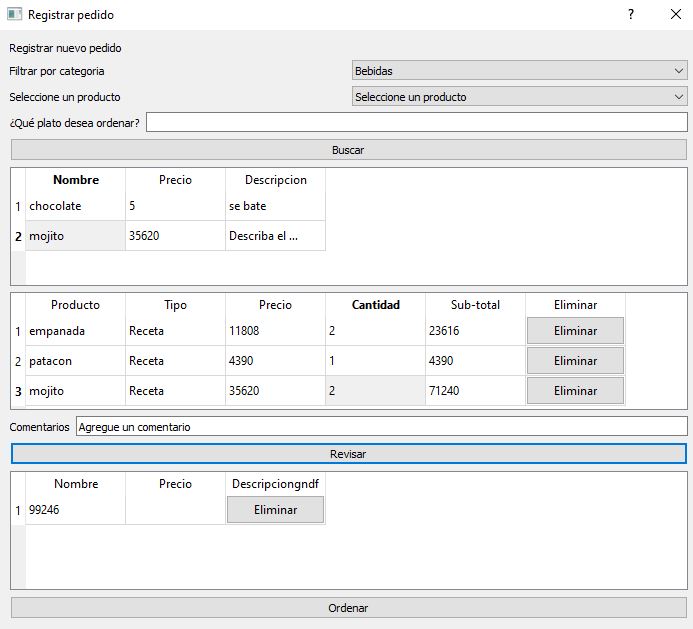 Registrar pedido ?
Registrar nuevo pedido
Filtrar por categoria Bebidas
Seleccione un producto Seleccione un producto
¿Qué plato desea ordenar?
Buscar
Nombre Precio Descripcion
1 chocolate 5 se bate
2 mojito 35620 Describa el ...
Producto Tipo Precio Cantidad Sub-total Eliminar
1 empanada Receta 11808 2 23616 Eliminar
2 patacon Receta 4390 1 4390 Eliminar
3 mojito Receta 35620 2 71240 Eliminar
Comentarios Agregue un comentario
Revisar
Nombre Precio Descripciongndf
1 99246 Eliminar
Ordenar